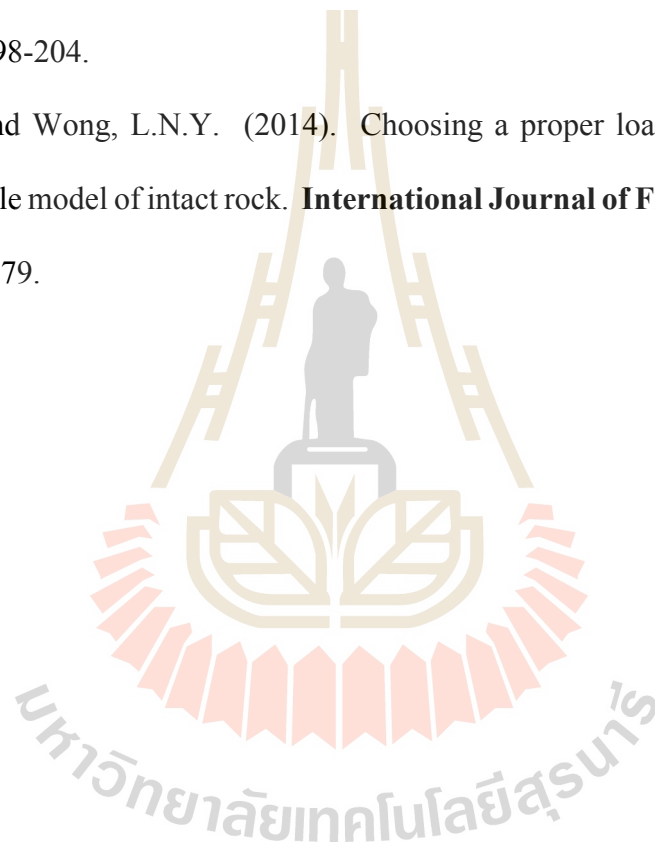 98-204.
nd Wong, L.N.Y. (2014). Choosing a proper loa
le model of intact rock. International Journal of F
79.
มหาวิทยาลัยเทคโนโลยีสุรนารี